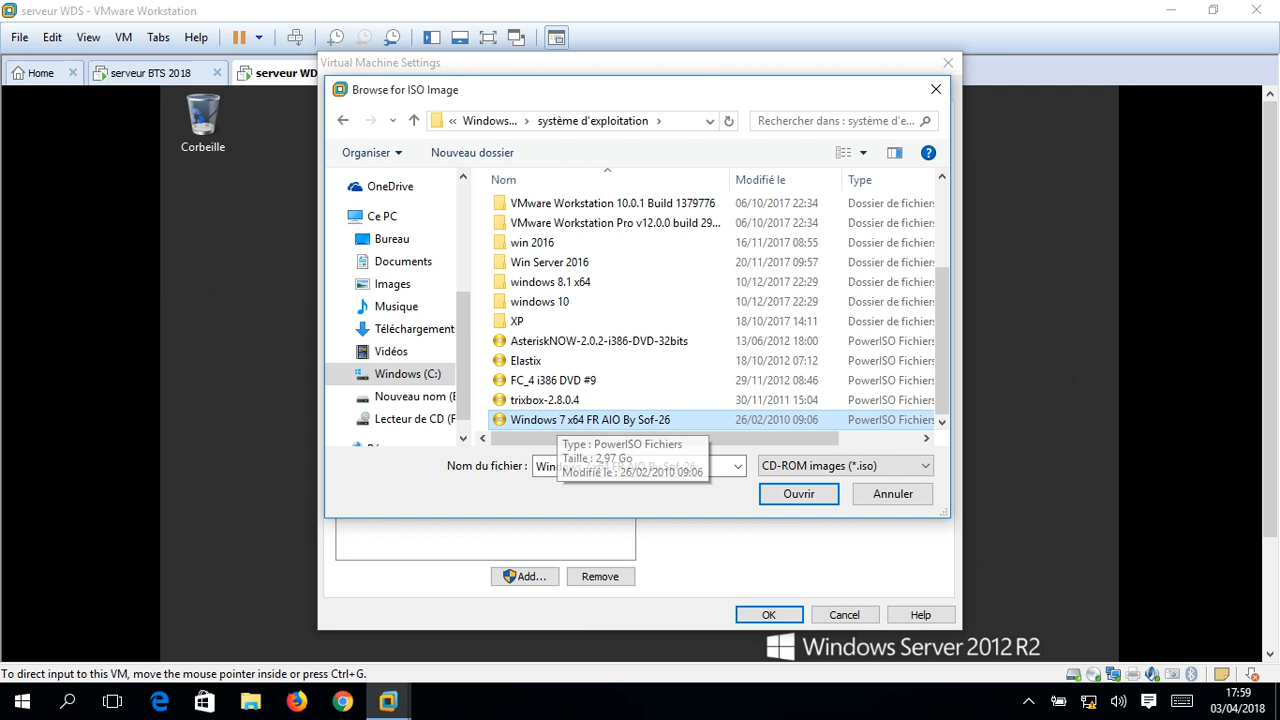 serveur WDS - VMware Workstation
File Edit View VM Tabs Help
Home serveur BTS 2018 serveur WD
Virtual Machine Settings
Browse for ISO Image
« Windows... › système d'exploitation › Rechercher dans : système d'e...
Organiser Nouveau dossier
Nom Modifié le Type
OneDrive
Ce PC
Bureau
Documents
Images
Musique
Téléchargement
Vidéos
Windows (C:)
Nouveau nom (E
Lecteur de CD (F
VMware Workstation 10.0.1 Build 1379776 06/10/2017 22:34 Dossier de fichiers
VMware Workstation Pro v12.0.0 build 29... 06/10/2017 22:34 Dossier de fichiers
win 2016 16/11/2017 08:55 Dossier de fichiers
Win Server 2016 20/11/2017 09:57 Dossier de fichiers
windows 8.1 x64 10/12/2017 22:29 Dossier de fichiers
windows 10 10/12/2017 22:29 Dossier de fichiers
XP 18/10/2017 14:11 Dossier de fichiers
AsteriskNOW-2.0.2-i386-DVD-32bits 13/06/2012 18:00 PowerISO Fichiers
Elastix 18/10/2012 07:12 PowerISO Fichiers
FC_4 i386 DVD #9 29/11/2012 08:46 PowerISO Fichiers
trixbox-2.8.0.4 30/11/2011 15:04 PowerISO Fichiers
Windows 7 x64 FR AIO By Sof-26 26/02/2010 09:06 PowerISO Fichiers
Type : PowerISO Fichiers
Taille : 2,97 Go
Modifié le : 26/02/2010 09:06
Nom du fichier : Win CD-ROM images (*.iso)
Ouvrir Annuler
Add... Remove
OK Cancel Help
Corbeille
Windows Server 2012 R2
To direct input to this VM, move the mouse pointer inside or press Ctrl+G.
17:59
03/04/2018